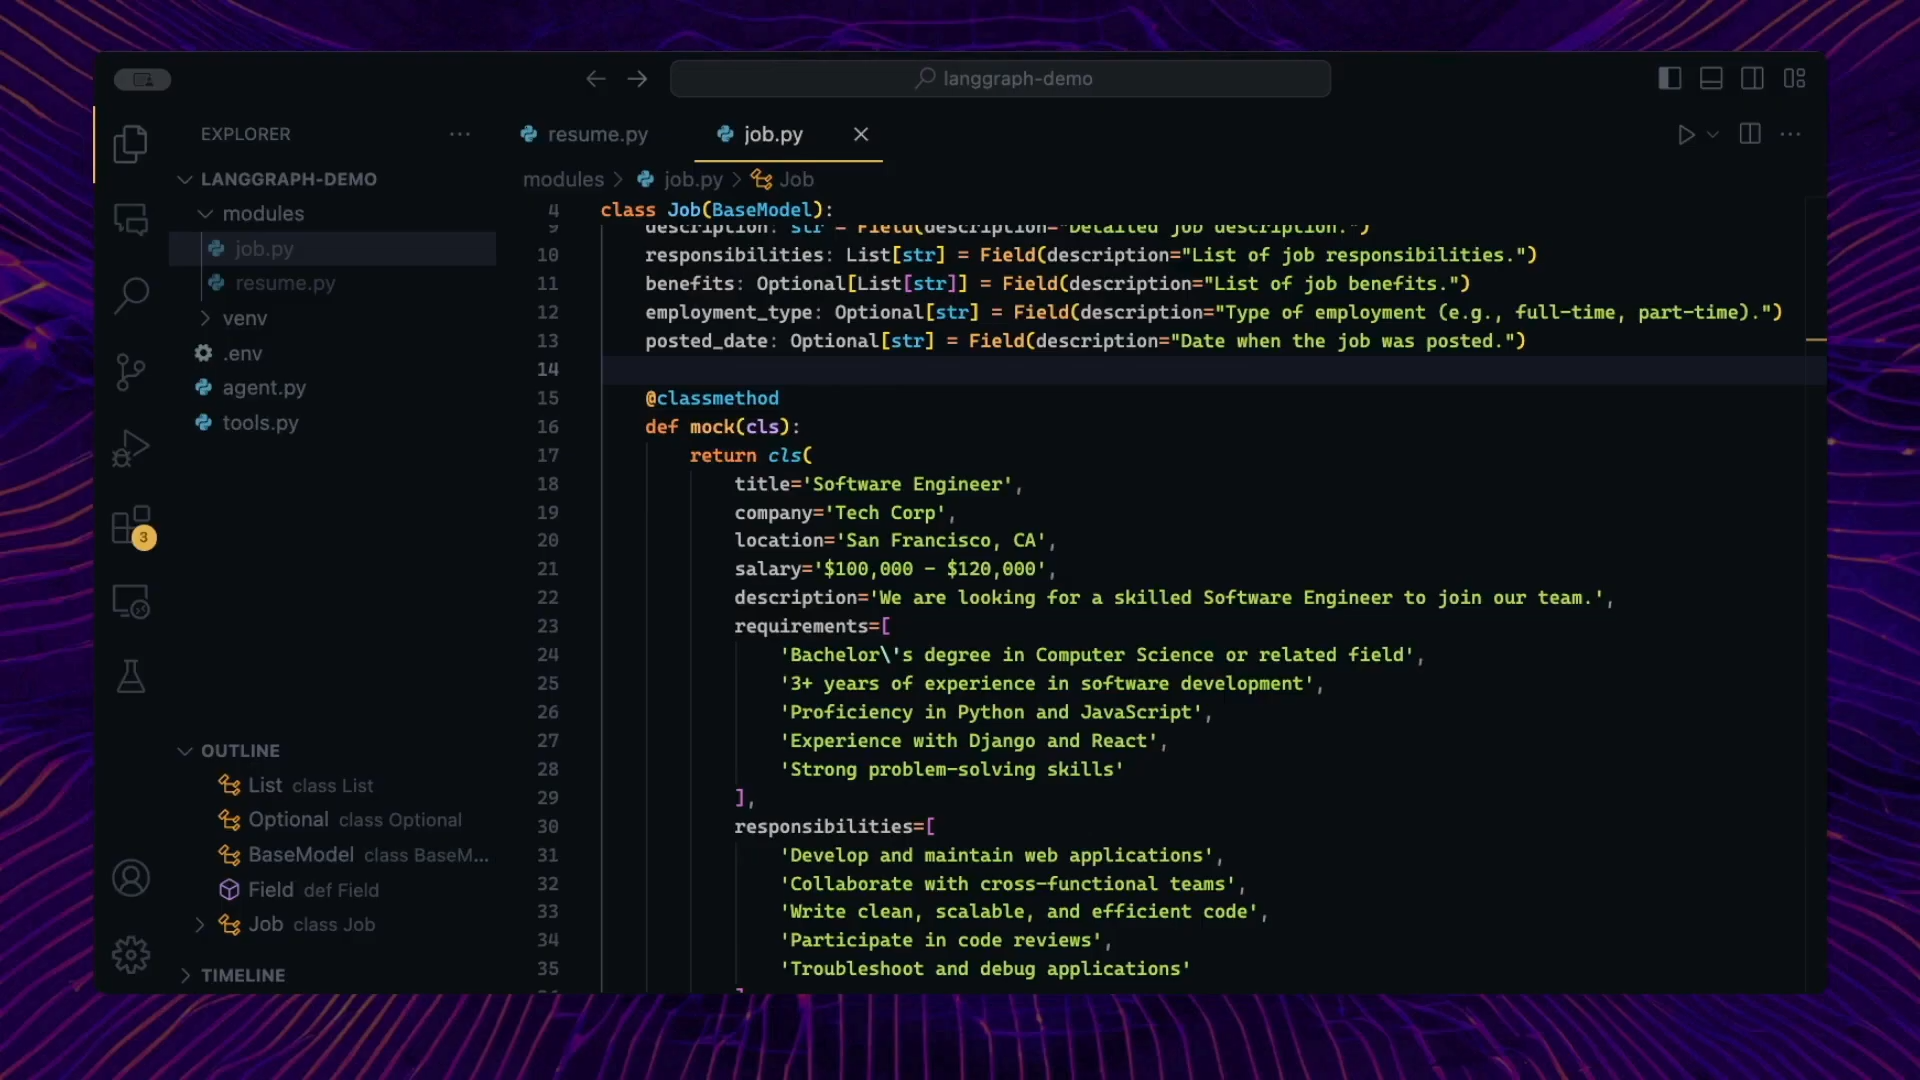 langgraph-demo
EXPLORER
LANGGRAPH-DEMO
modules
job.py
resume.py
venv
.env
agent.py
tools.py
3
OUTLINE
List class List
Optional class Optional
BaseModel class BaseM...
Field def Field
Job class Job
TIMELINE
resume.py
job.py
modules > job.py > Job
4 class Job(BaseModel):
9 description: str = Field(description="Detailed job description.")
10 responsibilities: List[str] = Field(description="List of job responsibilities.")
11 benefits: Optional[List[str]] = Field(description="List of job benefits.")
12 employment_type: Optional[str] = Field(description="Type of employment (e.g., full-time, part-time).")
13 posted_date: Optional[str] = Field(description="Date when the job was posted.")
14
15 @classmethod
16 def mock(cls):
17 return cls(
18 title='Software Engineer',
19 company='Tech Corp',
20 location='San Francisco, CA',
21 salary='$100,000 - $120,000',
22 description='We are looking for a skilled Software Engineer to join our team.',
23 requirements=[
24 'Bachelor\'s degree in Computer Science or related field',
25 '3+ years of experience in software development',
26 'Proficiency in Python and JavaScript',
27 'Experience with Django and React',
28 'Strong problem-solving skills'
29 ],
30 responsibilities=[
31 'Develop and maintain web applications',
32 'Collaborate with cross-functional teams',
33 'Write clean, scalable, and efficient code',
34 'Participate in code reviews',
35 'Troubleshoot and debug applications'